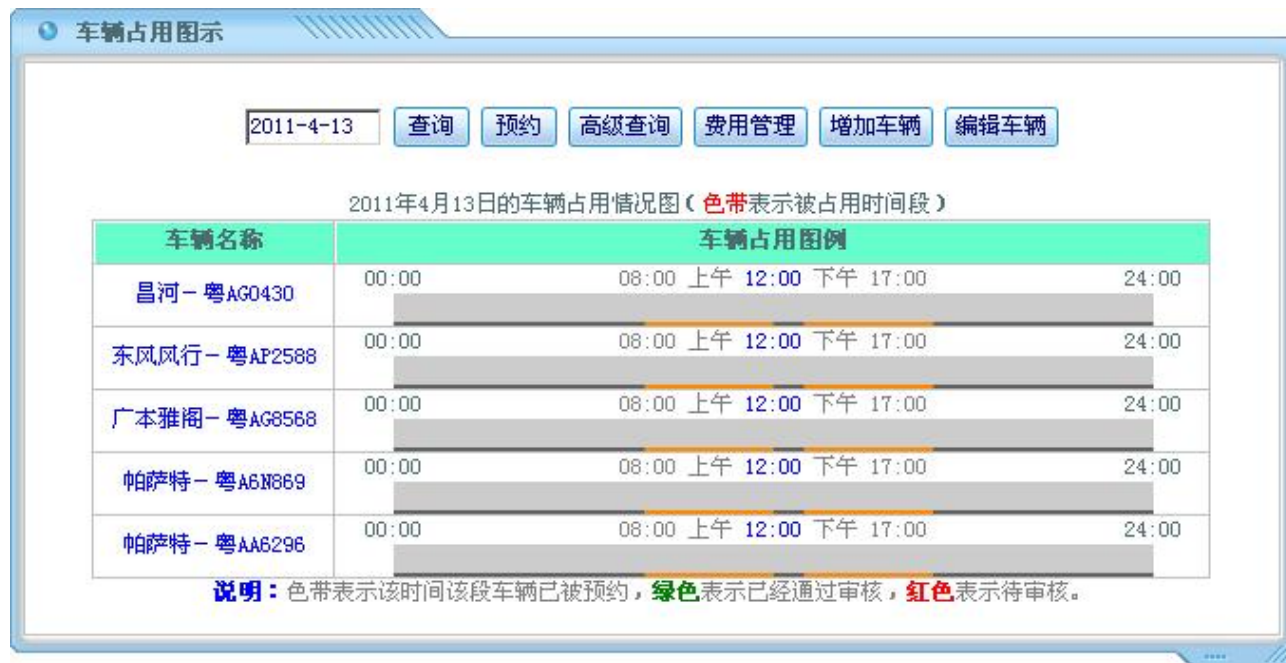 车辆占用图示
2011-4-13 查询 预约 高级查询 费用管理 增加车辆 编辑车辆
2011年4月13日的车辆占用情况图(色带表示被占用时间段)
车辆名称 车辆占用图例
昌河-粤AG0430 00:00 08:00 上午 12:00 下午 17:00 24:00
东风风行-粤AP2588 00:00 08:00 上午 12:00 下午 17:00 24:00
广本雅阁-粤AG8568 00:00 08:00 上午 12:00 下午 17:00 24:00
帕萨特-粤A6N869 00:00 08:00 上午 12:00 下午 17:00 24:00
帕萨特-粤AA6296 00:00 08:00 上午 12:00 下午 17:00 24:00
说明:色带表示该时间该段车辆已被预约,绿色表示已经通过审核,红色表示待审核。